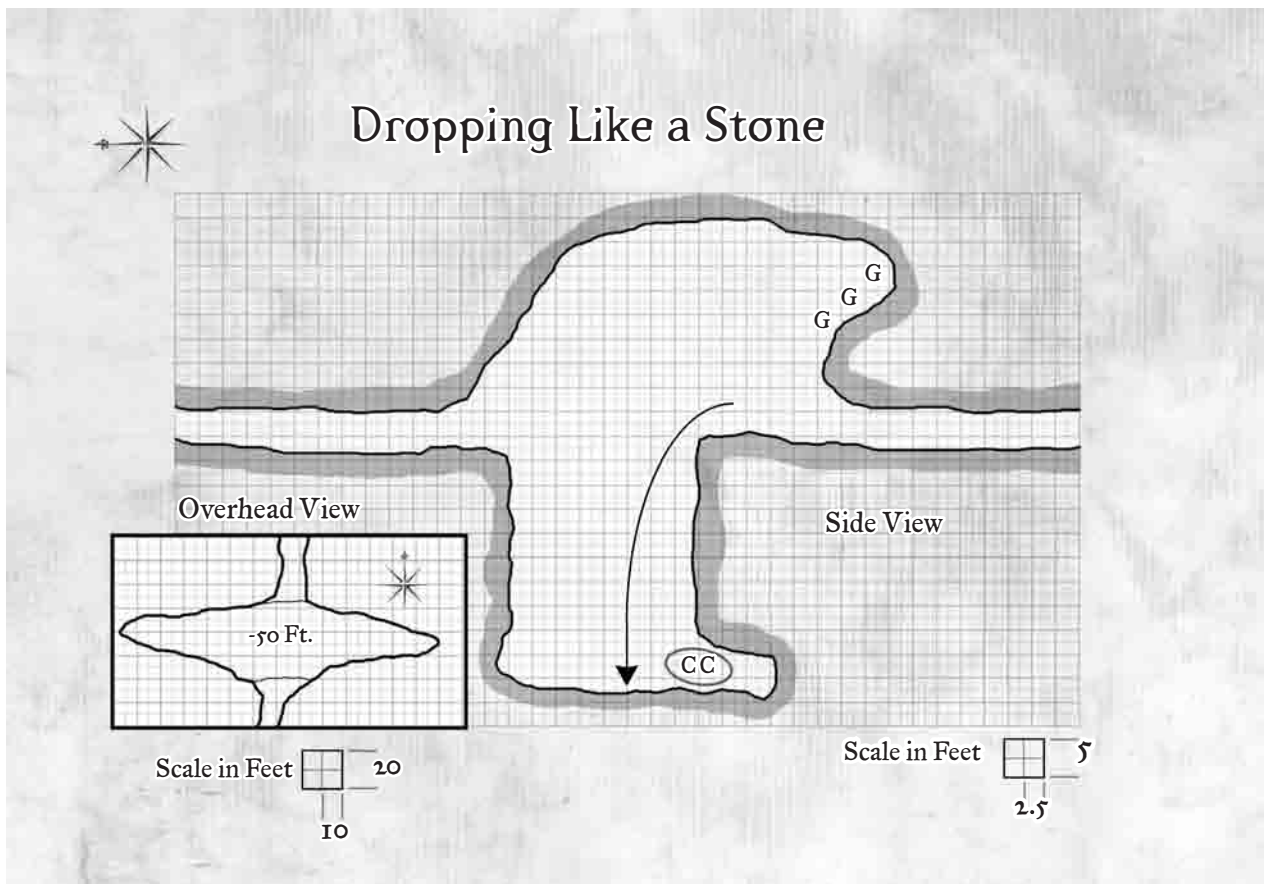 Dropping Like a Stone
G
G
G
Overhead View
Side View
-50 Ft.
CC
Scale in Feet
20
10
Scale in Feet
5
2.5